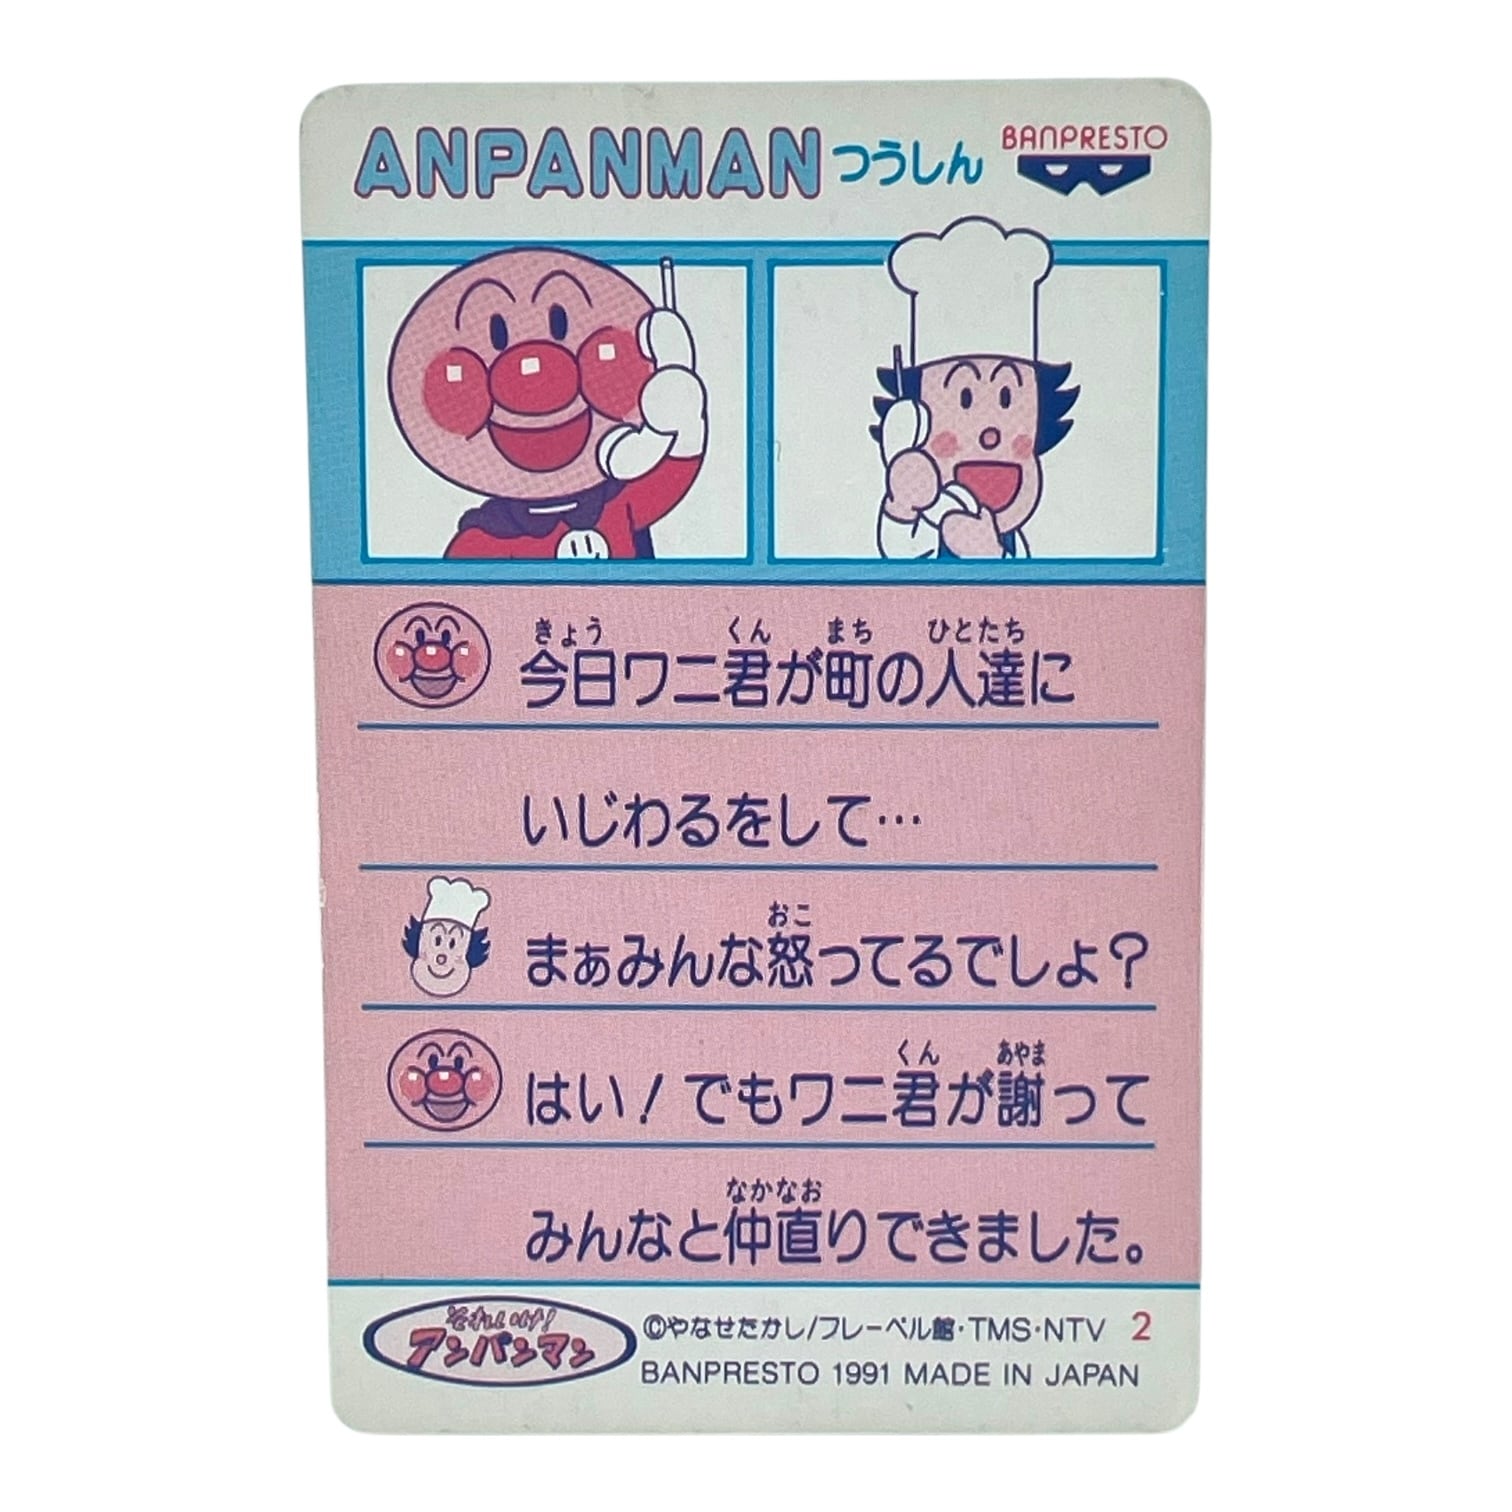 ANPANMAN つうしん BANPRESTO
きょう くん まち ひとたち
今日ワニ君が町の人達に
いじわるをして…
おこ
まぁみんな怒ってるでしょ?
くん あやま
はい!でもワニ君が謝って
なかなお
みんなと仲直りできました。
それいけ!
アンパンマン
©やなせたかし/フレーベル館・TMS・NTV 2
BANPRESTO 1991 MADE IN JAPAN